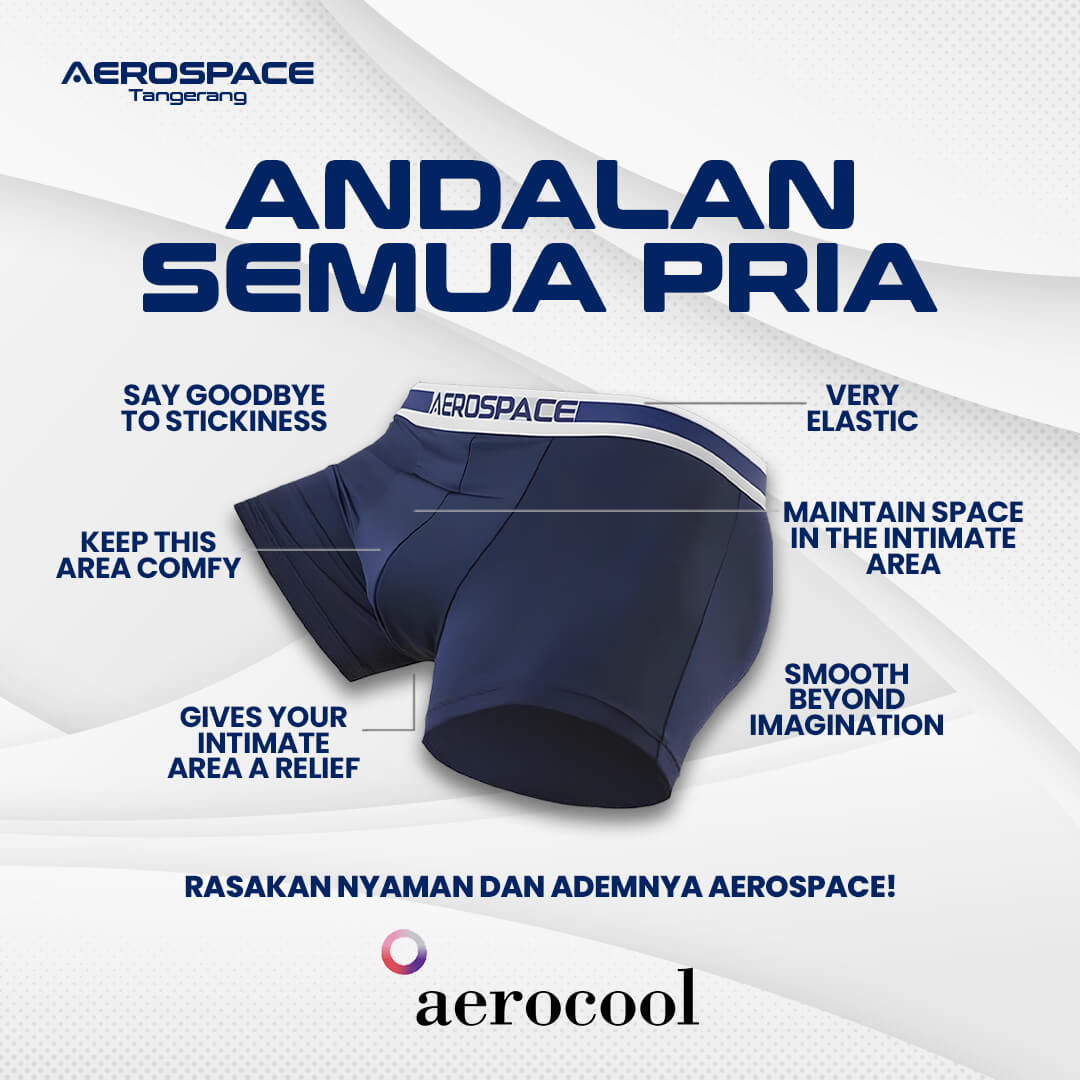 AEROSPACE
Tangerang
ANDALAN
SEMUA PRIA
SAY GOODBYE
TO STICKINESS
AEROSPACE
VERY
ELASTIC
KEEP THIS
AREA COMFY
MAINTAIN SPACE
IN THE INTIMATE
AREA
GIVES YOUR
INTIMATE
AREA A RELIEF
SMOOTH
BEYOND
IMAGINATION
RASAKAN NYAMAN DAN ADEMNYA AEROSPACE!
aerocool